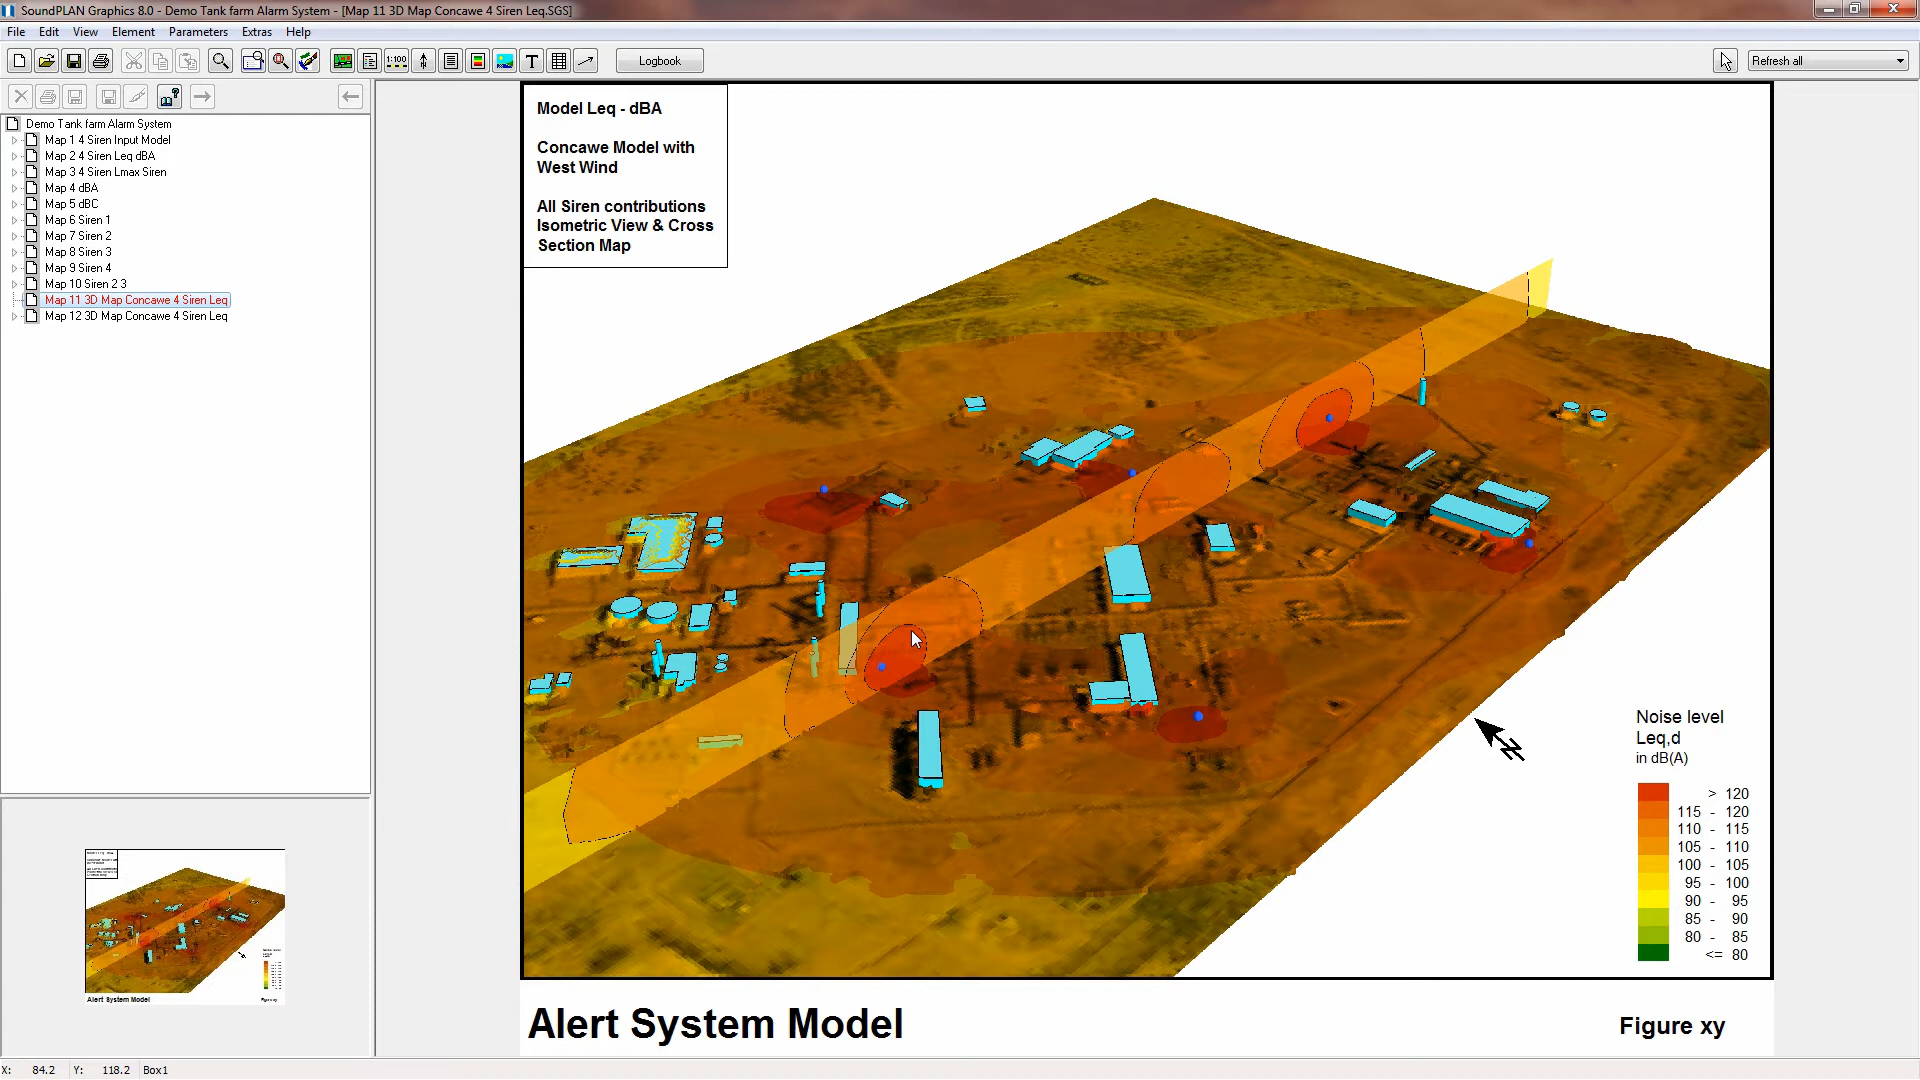 SoundPLAN Graphics 8.0 - Demo Tank farm Alarm System - [Map 11 3D Map Concawe 4 Siren Leq.SGS]
File Edit View Element Parameters Extras Help
1:100 T Logbook Refresh all
Demo Tank farm Alarm System
Map 1 4 Siren Input Model
Map 2 4 Siren Leq dBA
Map 3 4 Siren Lmax Siren
Map 4 dBA
Map 5 dBC
Map 6 Siren 1
Map 7 Siren 2
Map 8 Siren 3
Map 9 Siren 4
Map 10 Siren 2 3
Map 11 3D Map Concawe 4 Siren Leq
Map 12 3D Map Concawe 4 Siren Leq
Model Leq - dBA
Concawe Model with
West Wind
All Siren contributions
Isometric View & Cross
Section Map
Noise level
Leq,d
in dB(A)
> 120
115 - 120
110 - 115
105 - 110
100 - 105
95 - 100
90 - 95
85 - 90
80 - 85
<= 80
Alert System Model
Figure xy
Alert System Model
X: 84.2 Y: 118.2 Box1